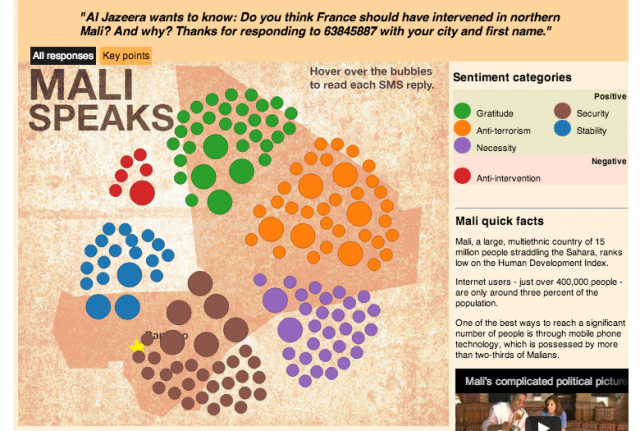 "Al Jazeera wants to know: Do you think France should have intervened in northern
Mali? And why? Thanks for responding to 63845887 with your city and first name."
All responses Key points
MALI
SPEAKS
Hover over the bubbles
to read each SMS reply.
Sentiment categories
Positive
Gratitude Security
Anti-terrorism Stability
Necessity
Negative
Anti-intervention
Mali quick facts
Mali, a large, multiethnic country of 15
million people straddling the Sahara, ranks
low on the Human Development Index.
Internet users - just over 400,000 people -
are only around three percent of the
population.
One of the best ways to reach a significant
number of people is through mobile phone
technology, which is possessed by more
than two-thirds of Malians.
Mali's complicated political picture